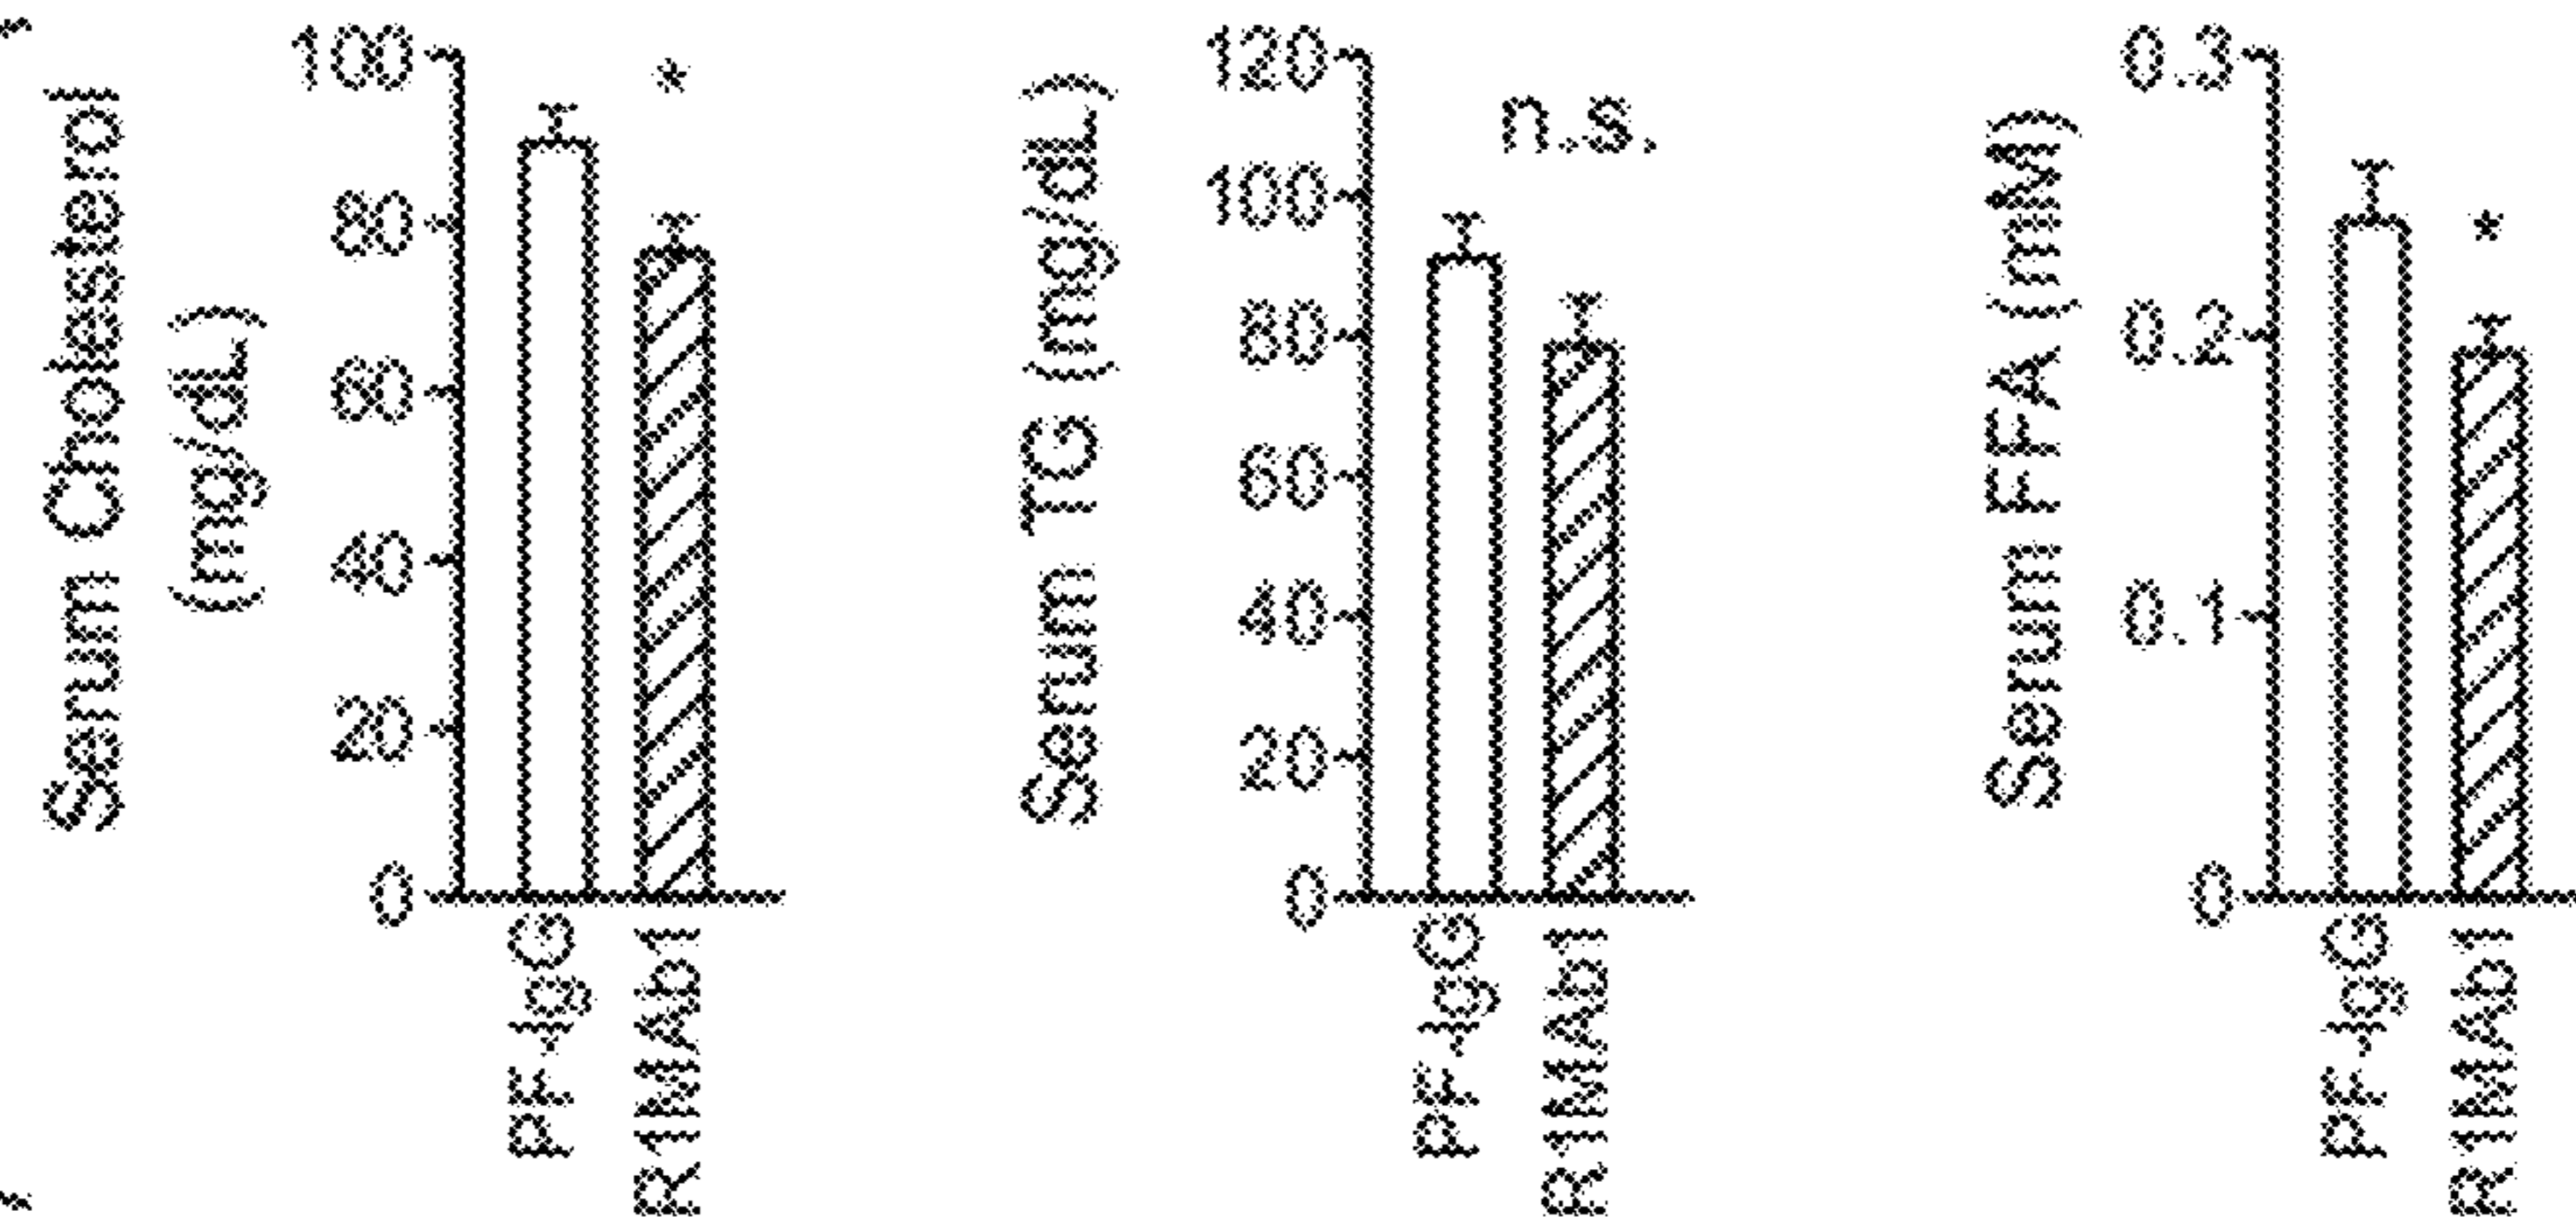 Serum Cholesterol
(mg/dL)
100
80
60
40
20
0
*
PF-IgG
R1MAb1
Serum TG (mg/dL)
120
100
80
60
40
20
0
n.s.
PF-IgG
R1MAb1
Serum FFA (mM)
0.3
0.2
0.1
0
*
PF-IgG
R1MAb1